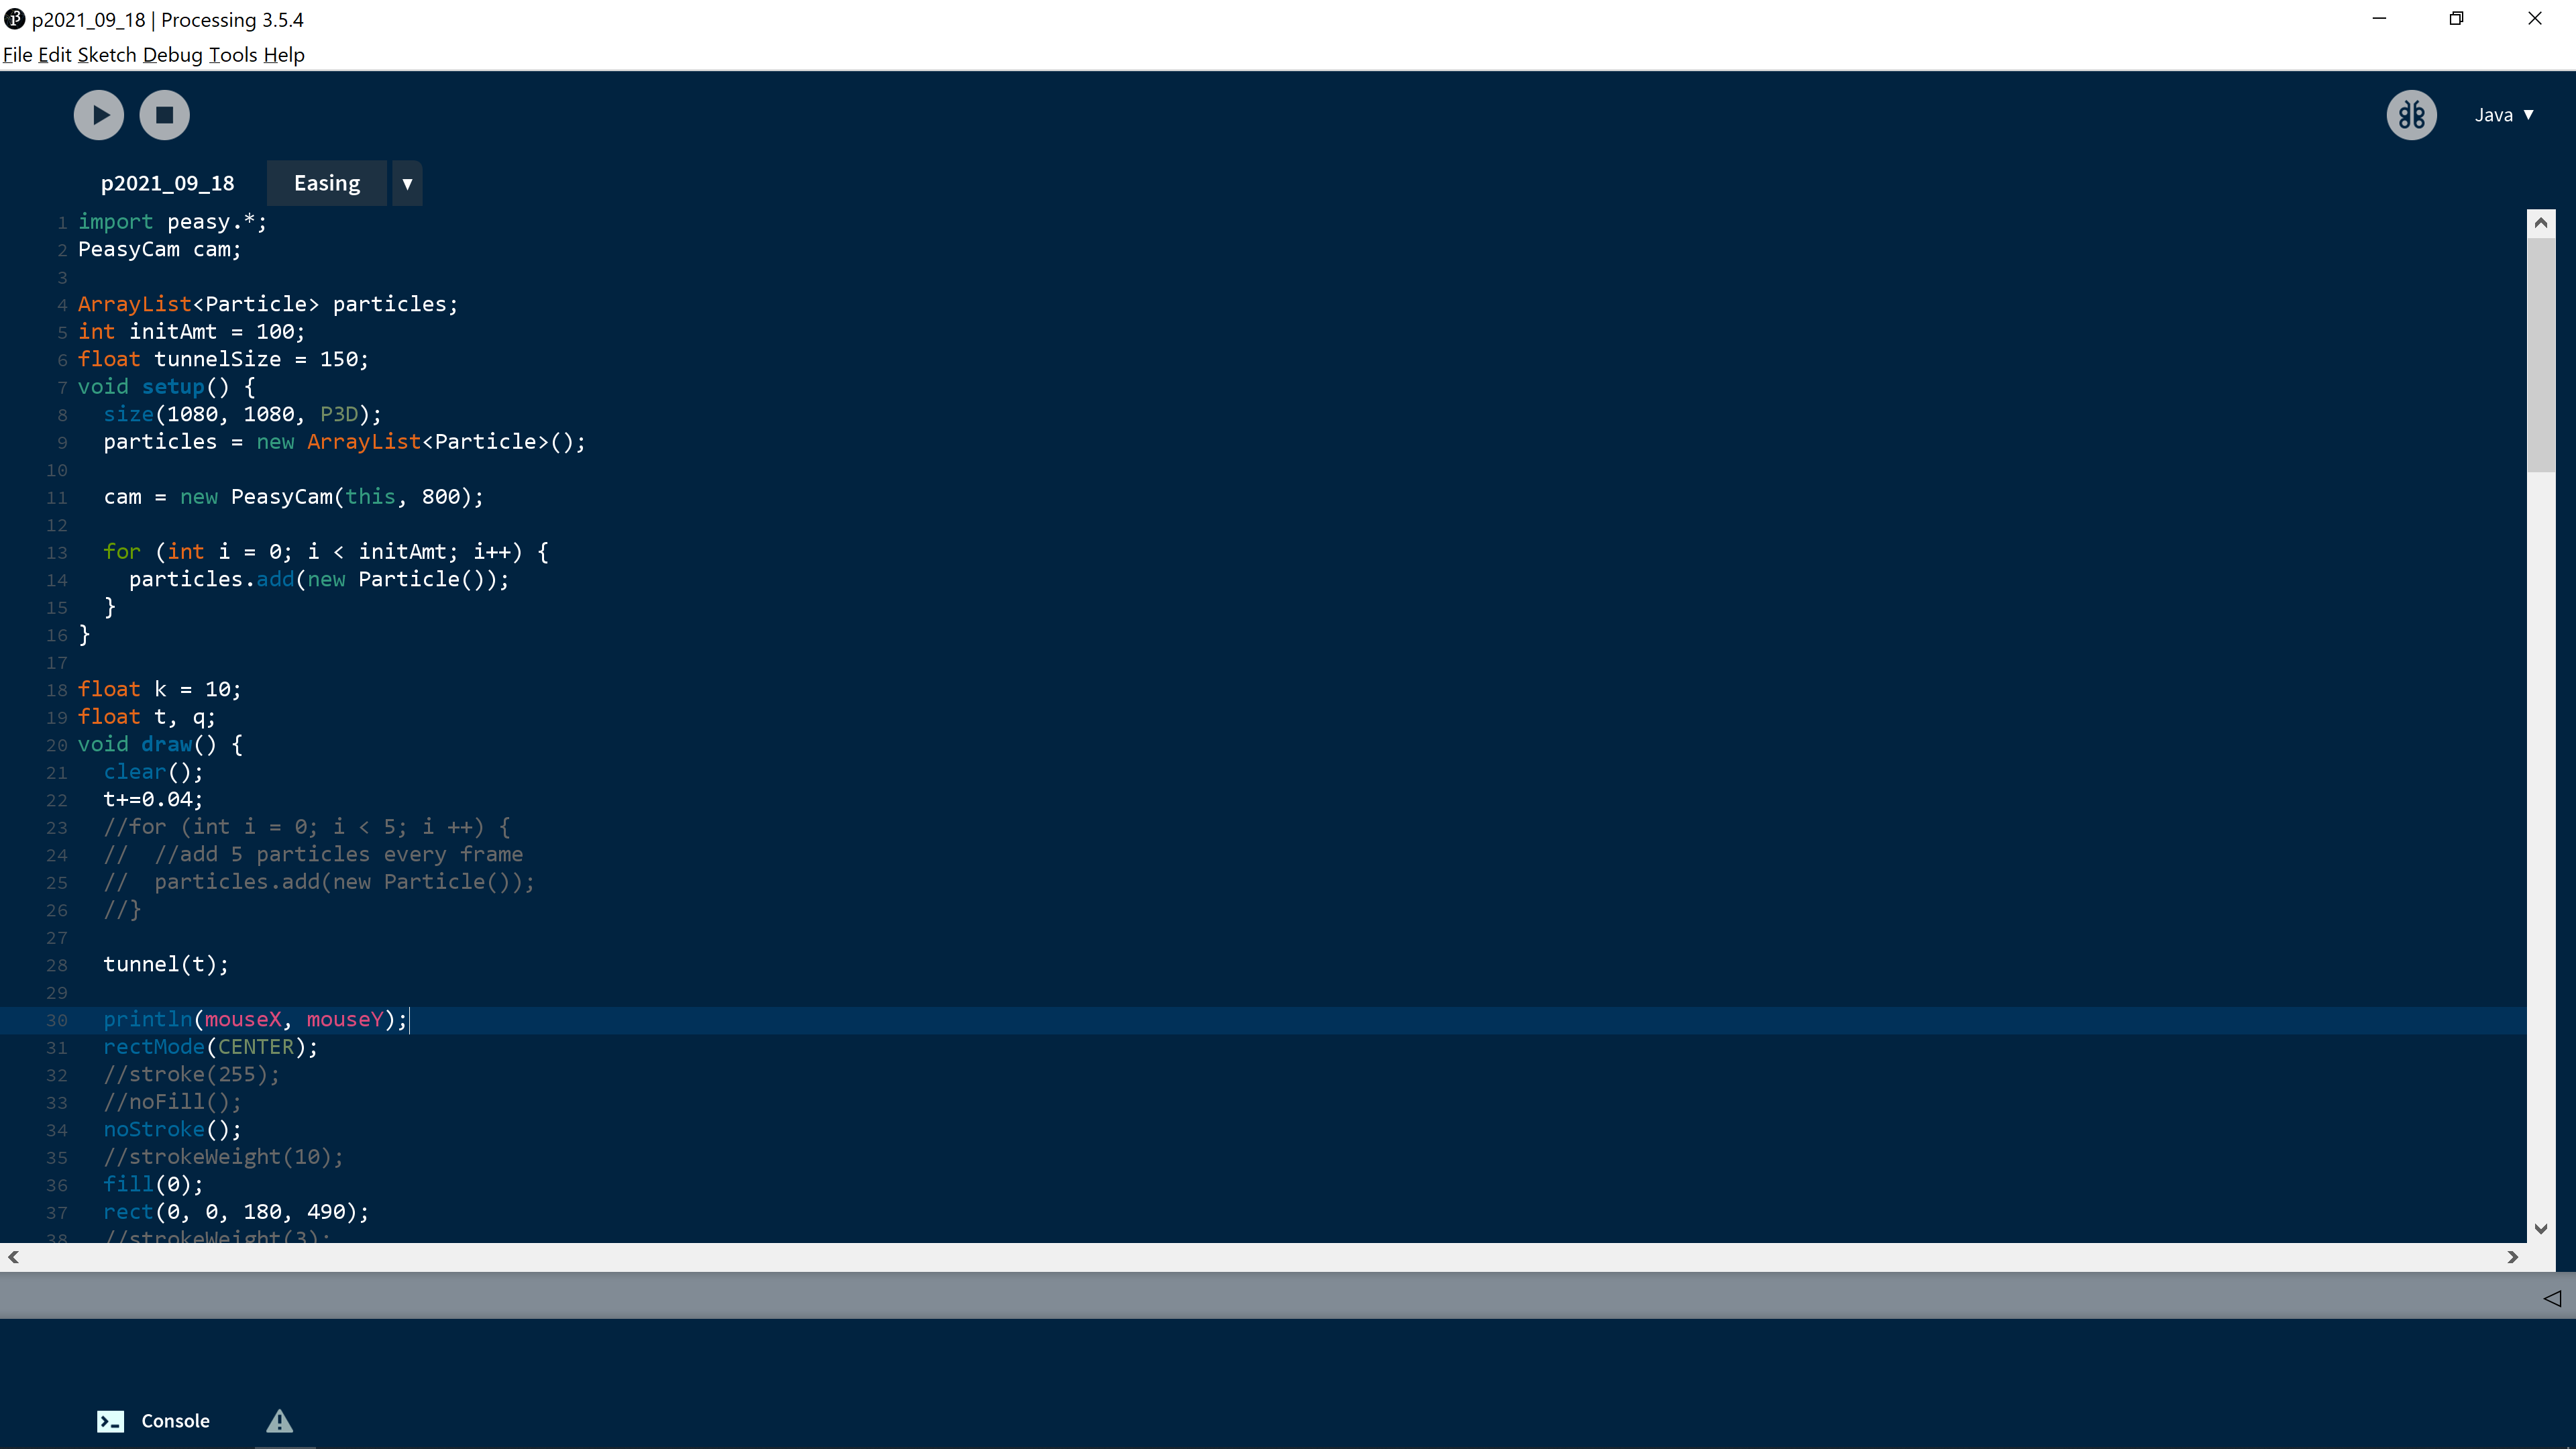 p2021_09_18 | Processing 3.5.4
File Edit Sketch Debug Tools Help
Java ▼
p2021_09_18 Easing ▼
1 import peasy.*;
2 PeasyCam cam;
3
4 ArrayList<Particle> particles;
5 int initAmt = 100;
6 float tunnelSize = 150;
7 void setup() {
8 size(1080, 1080, P3D);
9 particles = new ArrayList<Particle>();
10
11 cam = new PeasyCam(this, 800);
12
13 for (int i = 0; i < initAmt; i++) {
14 particles.add(new Particle());
15 }
16 }
17
18 float k = 10;
19 float t, q;
20 void draw() {
21 clear();
22 t+=0.04;
23 //for (int i = 0; i < 5; i ++) {
24 // //add 5 particles every frame
25 // particles.add(new Particle());
26 //}
27
28 tunnel(t);
29
30 println(mouseX, mouseY);
31 rectMode(CENTER);
32 //stroke(255);
33 //noFill();
34 noStroke();
35 //strokeWeight(10);
36 fill(0);
37 rect(0, 0, 180, 490);
38 //strokeWeight(3);
Console